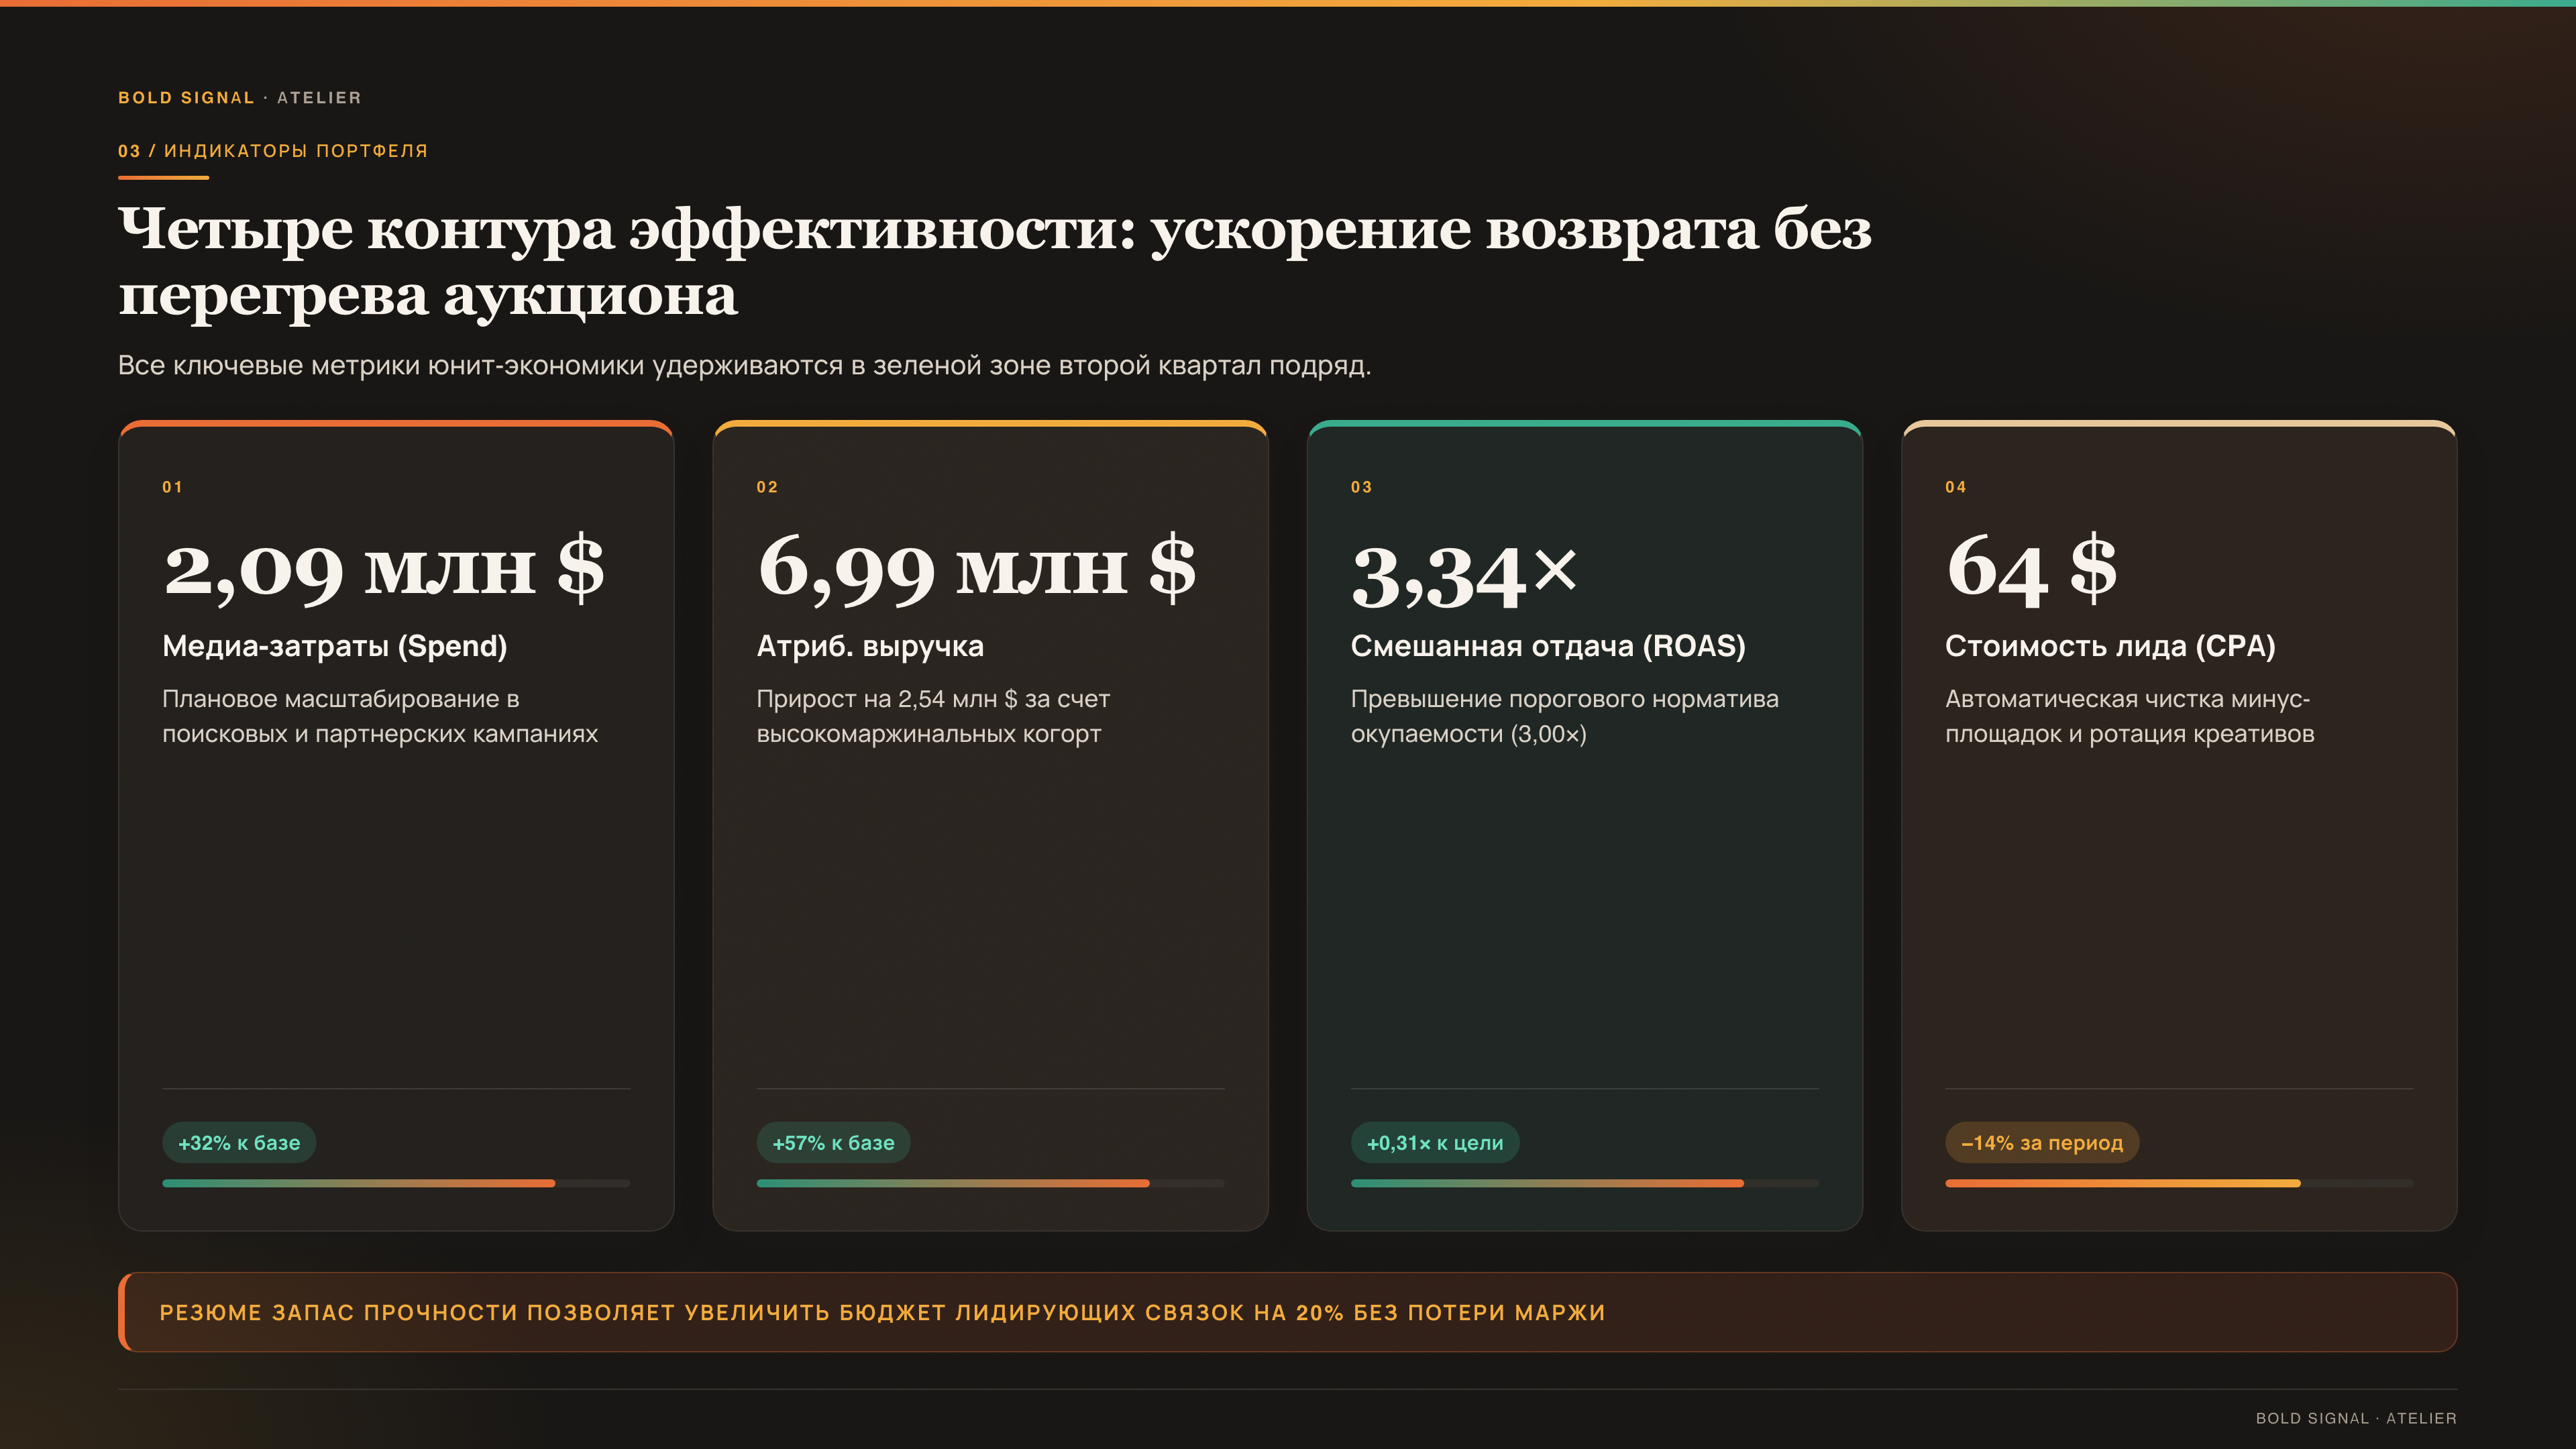 BOLD SIGNAL · ATELIER
03 / ИНДИКАТОРЫ ПОРТФЕЛЯ
Четыре контура эффективности: ускорение возврата без
перегрева аукциона
Все ключевые метрики юнит-экономики удерживаются в зеленой зоне второй квартал подряд.
01
2,09 млн $
Медиа-затраты (Spend)
Плановое масштабирование в
поисковых и партнерских кампаниях
+32% к базе
02
6,99 млн $
Атриб. выручка
Прирост на 2,54 млн $ за счет
высокомаржинальных когорт
+57% к базе
03
3,34×
Смешанная отдача (ROAS)
Превышение порогового норматива
окупаемости (3,00×)
+0,31× к цели
04
64 $
Стоимость лида (CPA)
Автоматическая чистка минус-
площадок и ротация креативов
−14% за период
РЕЗЮМЕ ЗАПАС ПРОЧНОСТИ ПОЗВОЛЯЕТ УВЕЛИЧИТЬ БЮДЖЕТ ЛИДИРУЮЩИХ СВЯЗОК НА 20% БЕЗ ПОТЕРИ МАРЖИ
BOLD SIGNAL · ATELIER